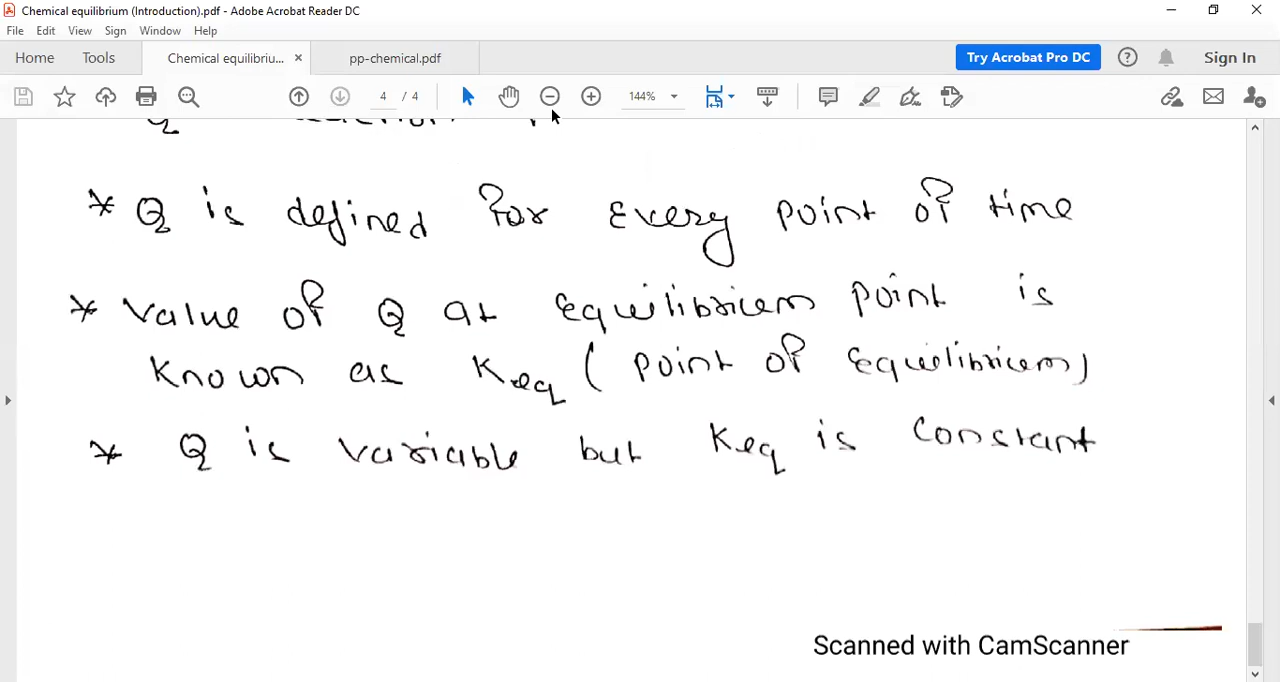 Chemical equilibrium (Introduction).pdf - Adobe Acrobat Reader DC
File Edit View Sign Window Help
Home Tools Chemical equilibriu... × pp-chemical.pdf Try Acrobat Pro DC Sign In
4 / 4 144%
* Q is defined for every point of time
* Value of Q at equilibrium point is
known as Keq (point of equilibrium)
* Q is variable but Keq is constant
Scanned with CamScanner